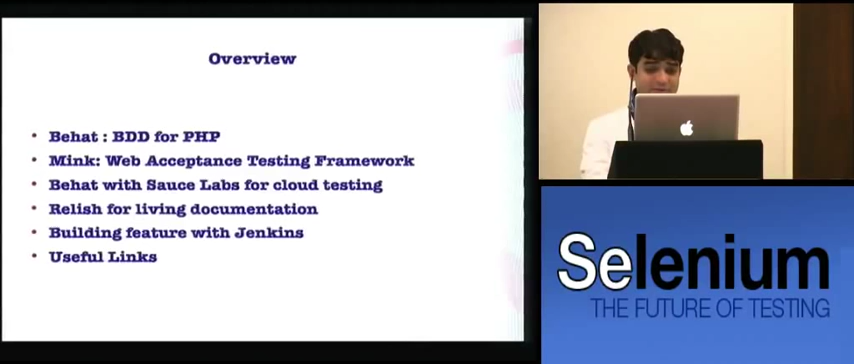 Overview
• Behat : BDD for PHP
• Mink: Web Acceptance Testing Framework
• Behat with Sauce Labs for cloud testing
• Relish for living documentation
• Building feature with Jenkins
• Useful Links
Selenium
THE FUTURE OF TESTING